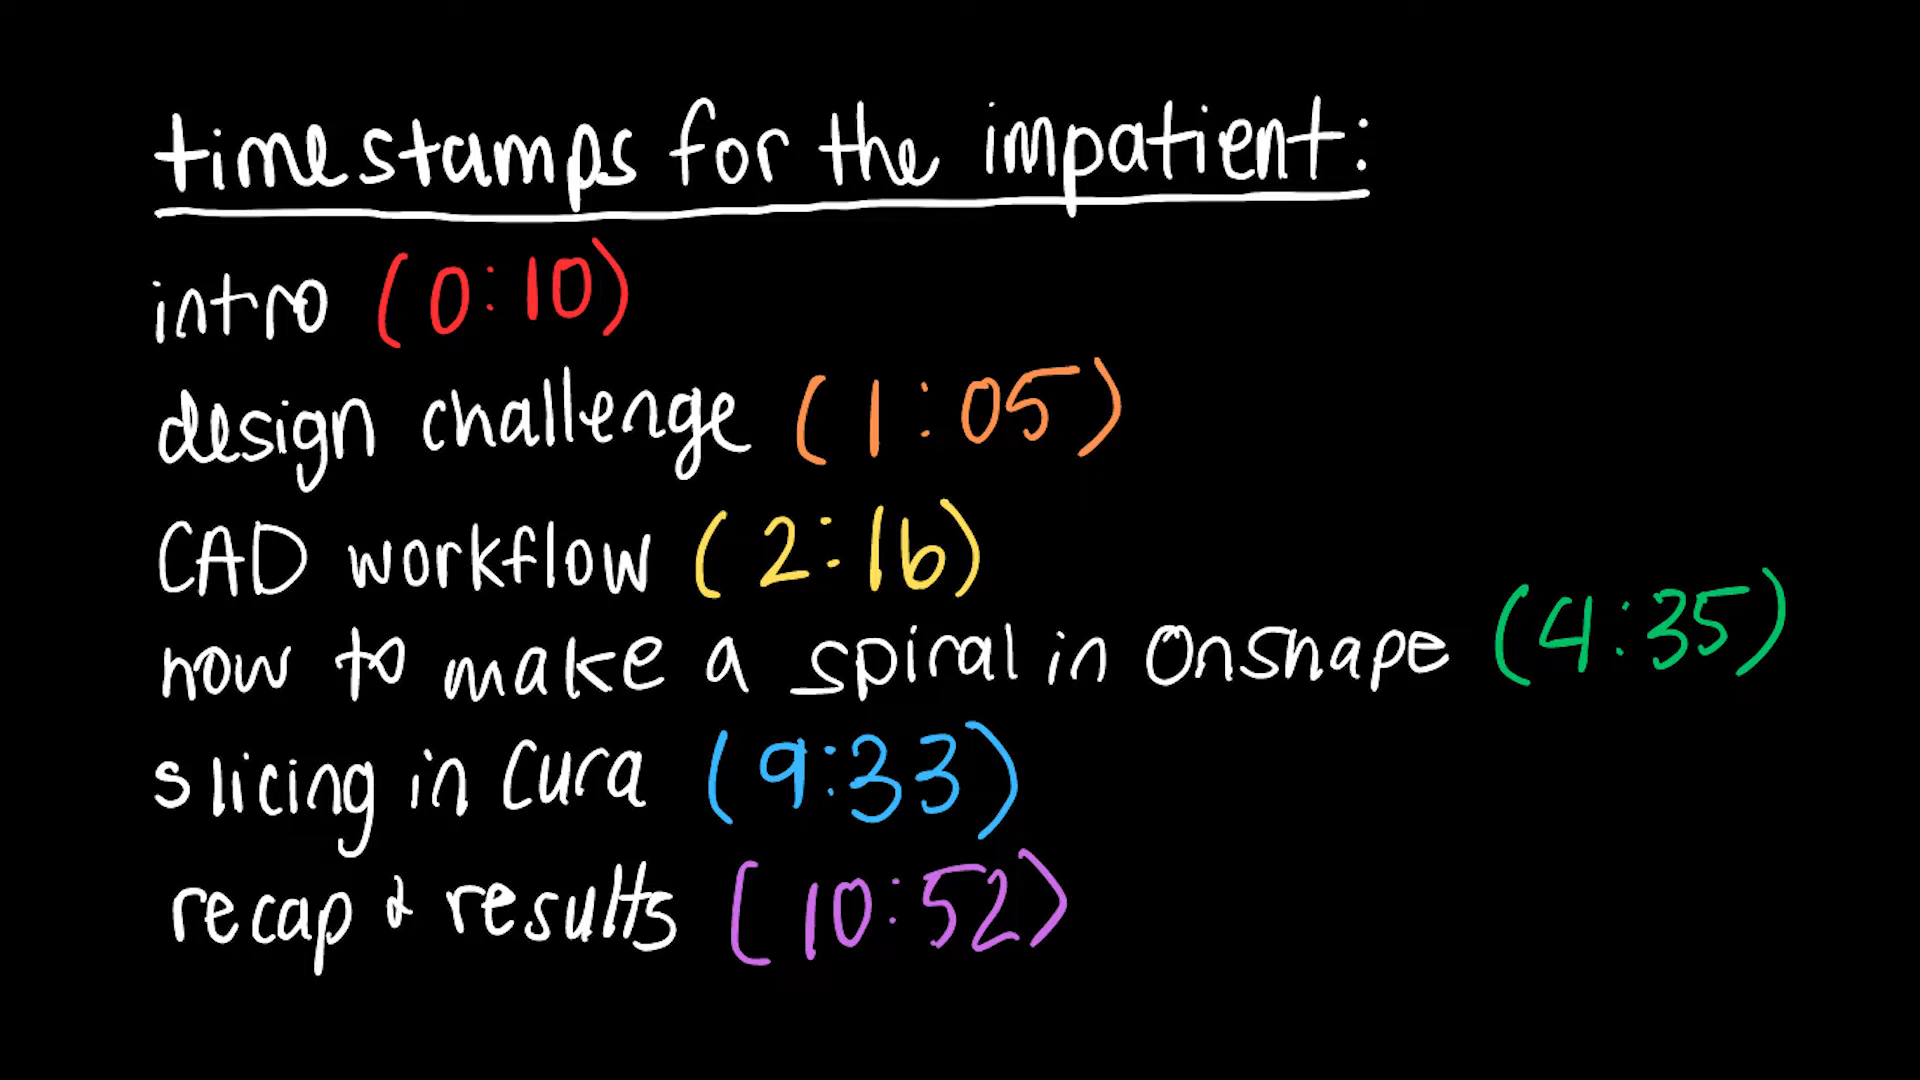 timestamps for the impatient:
intro (0:10)
design challenge (1:05)
CAD workflow (2:16)
how to make a spiral in Onshape (4:35)
slicing in Cura (9:33)
recap & results (10:52)